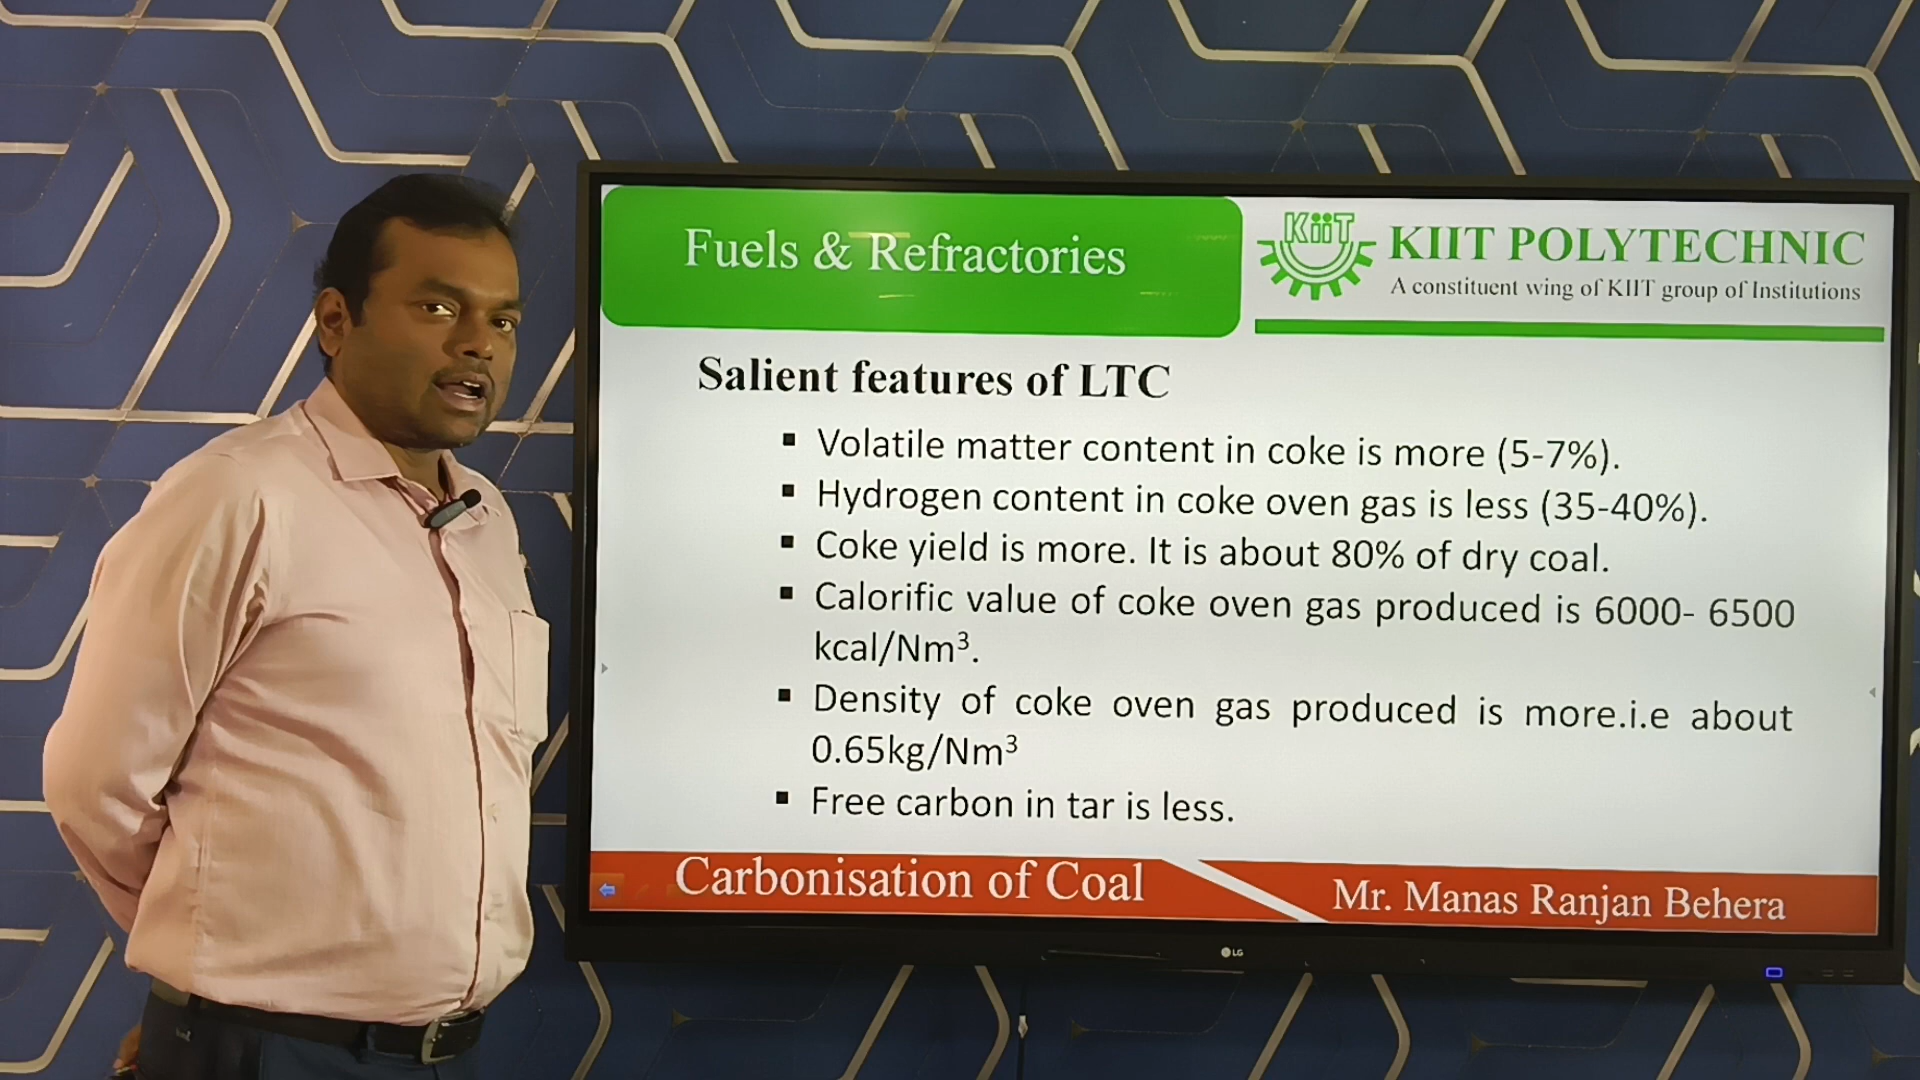 Fuels & Refractories
KiiT
KIIT POLYTECHNIC
A constituent wing of KIIT group of Institutions
Salient features of LTC
▪ Volatile matter content in coke is more (5-7%).
▪ Hydrogen content in coke oven gas is less (35-40%).
▪ Coke yield is more. It is about 80% of dry coal.
▪ Calorific value of coke oven gas produced is 6000- 6500
kcal/Nm³.
▪ Density of coke oven gas produced is more.i.e about
0.65kg/Nm³
▪ Free carbon in tar is less.
Carbonisation of Coal
Mr. Manas Ranjan Behera
LG